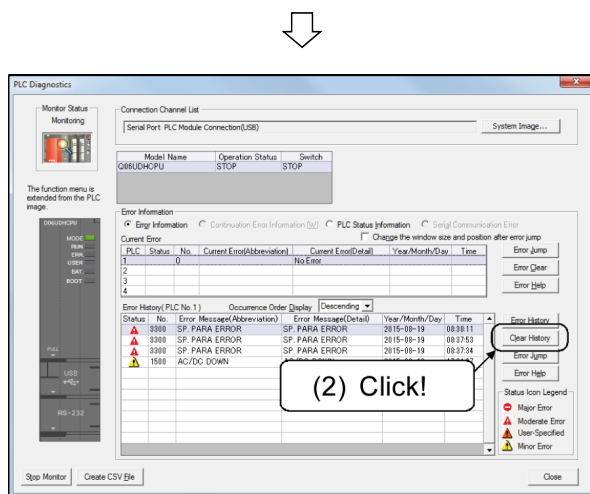 PLC Diagnostics
Monitor Status
Monitoring
Connection Channel List
Serial Port PLC Module Connection(USB)
System Image...
Model Name Operation Status Switch
Q06UDHCPU STOP STOP
The function menu is
extended from the PLC
image.
Q06UDHCPU
MODE
RUN
ERR.
USER
BAT.
BOOT
PULL
USB
RS-232
Error Information
Error Information Continuation Error Information (W) PLC Status Information Serial Communication Error
Change the window size and position after error jump
Current Error
PLC Status No. Current Error(Abbreviation) Current Error(Detail) Year/Month/Day Time
1 0 No Error
2
3
4
Error Jump
Error Clear
Error Help
Error History( PLC No.1 ) Occurrence Order Display Descending
Status No. Error Message(Abbreviation) Error Message(Detail) Year/Month/Day Time
3300 SP. PARA ERROR SP. PARA ERROR 2015-08-19 08:38:11
3300 SP. PARA ERROR SP. PARA ERROR 2015-08-19 08:37:53
3300 SP. PARA ERROR SP. PARA ERROR 2015-08-19 08:37:34
1500 AC/DC DOWN
Error History
Clear History
Error Jump
Error Help
(2) Click!
Status Icon Legend
Major Error
Moderate Error
User-Specified
Minor Error
Stop Monitor
Create CSV File
Close